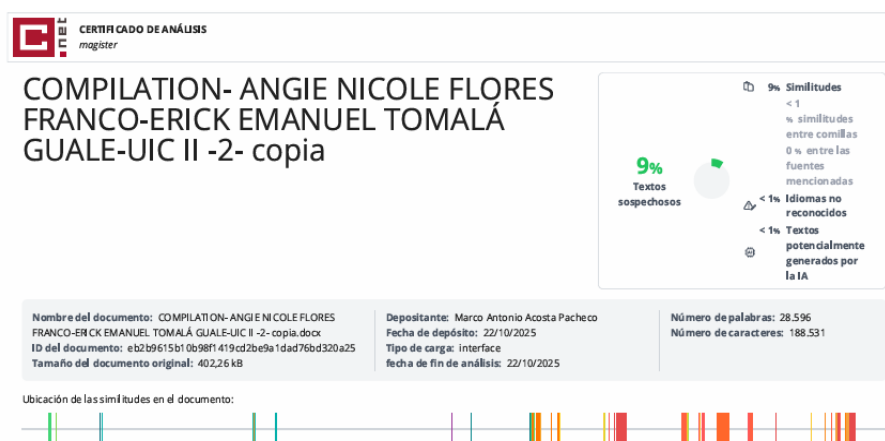 .net
CERTIFICADO DE ANÁLISIS
magister
COMPILATION- ANGIE NICOLE FLORES
FRANCO-ERICK EMANUEL TOMALÁ
GUALE-UIC II -2- copia
9%
Textos
sospechosos
9% Similitudes
< 1
% similitudes
entre comillas
0 % entre las
fuentes
mencionadas
< 1% Idiomas no
reconocidos
< 1% Textos
potencialmente
generados por
la IA
Nombre del documento: COMPILATION- ANGIE NICOLE FLORES
FRANCO-ERICK EMANUEL TOMALÁ GUALE-UIC II -2- copia.docx
ID del documento: eb2b9615b10b98f1419cd2be9a1dad76bd320a25
Tamaño del documento original: 402,26 kB
Depositante: Marco Antonio Acosta Pacheco
Fecha de depósito: 22/10/2025
Tipo de carga: interface
fecha de fin de análisis: 22/10/2025
Número de palabras: 28.596
Número de caracteres: 188.531
Ubicación de las similitudes en el documento: